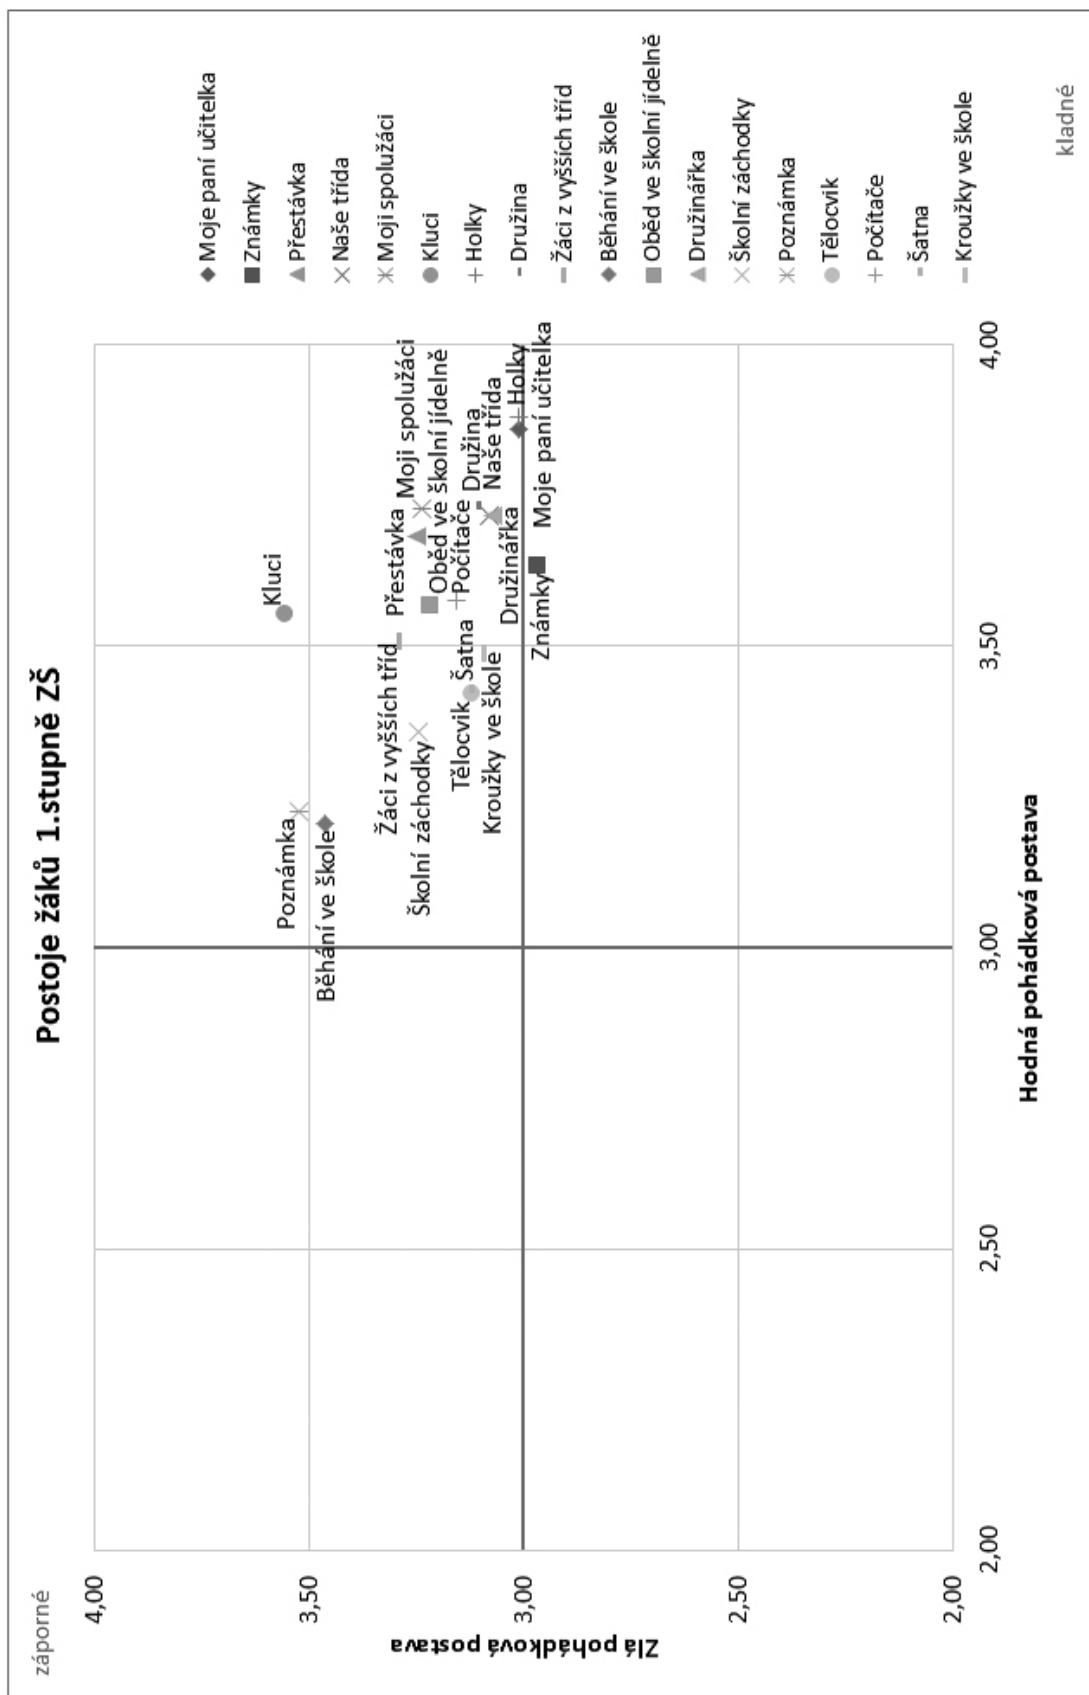 Postoje žáků 1.stupně ZŠ
záporné
4,00
3,50
3,00
2,50
2,00
Zlá pohádková postava
2,00
2,50
3,00
3,50
4,00
Hodná pohádková postava
kladné
Kluci
Poznámka
Běhání ve škole
Žáci z vyšších tříd
Přestávka
Moji spolužáci
Školní záchodky
Oběd ve školní jídelně
Počítače
Šatna
Tělocvik
Družina
Naše třída
Kroužky ve škole
Družinářka
Holky
Známky
Moje paní učitelka
Moje paní učitelka
Známky
Přestávka
Naše třída
Moji spolužáci
Kluci
Holky
Družina
Žáci z vyšších tříd
Běhání ve škole
Oběd ve školní jídelně
Družinářka
Školní záchodky
Poznámka
Tělocvik
Počítače
Šatna
Kroužky ve škole